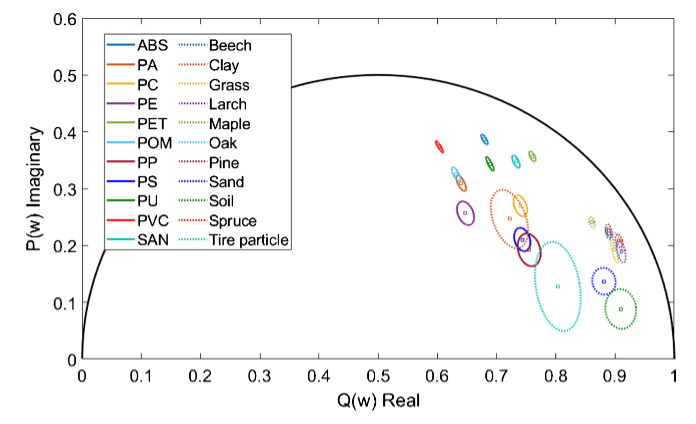 0.6
0.5
0.4
0.3
0.2
0.1
0
P(w) Imaginary
ABS Beech
PA Clay
PC Grass
PE Larch
PET Maple
POM Oak
PP Pine
PS Sand
PU Soil
PVC Spruce
SAN Tire particle
0 0.1 0.2 0.3 0.4 0.5 0.6 0.7 0.8 0.9 1
Q(w) Real